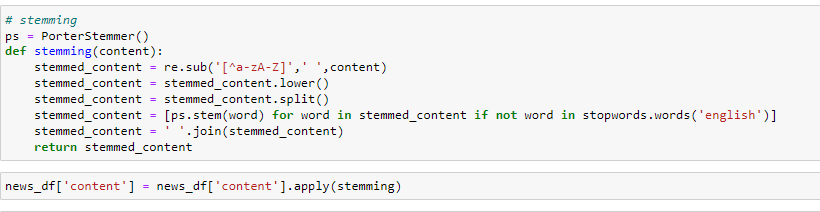 # stemming
ps = PorterStemmer()
def stemming(content):
    stemmed_content = re.sub('[^a-zA-Z]',' ',content)
    stemmed_content = stemmed_content.lower()
    stemmed_content = stemmed_content.split()
    stemmed_content = [ps.stem(word) for word in stemmed_content if not word in stopwords.words('english')]
    stemmed_content = ' '.join(stemmed_content)
    return stemmed_content
news_df['content'] = news_df['content'].apply(stemming)